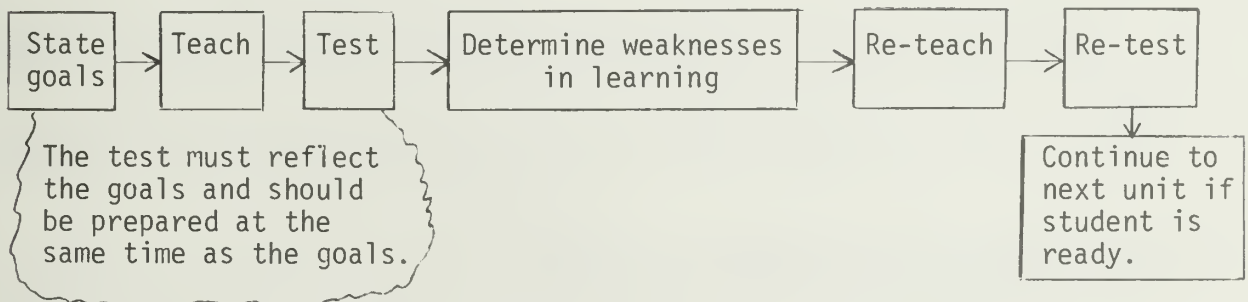 State
goals
Teach
Test
Determine weaknesses
in learning
Re-teach
Re-test
The test must reflect
the goals and should
be prepared at the
same time as the goals.
Continue to
next unit if
student is
ready.